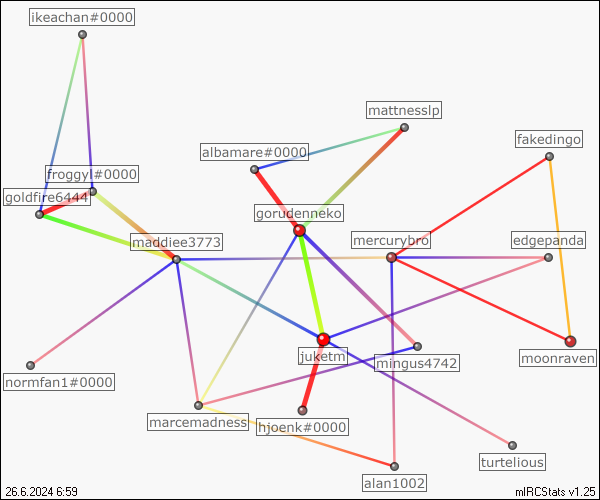 ikeachan#0000
mattnesslp
fakedingo
albamare#0000
froggyl#0000
goldfire6444
gorudenneko
maddiee3773
mercurybro
edgepanda
juketm
mingus4742
moonraven
normfan1#0000
marcemadness
hjoenk#0000
turtelious
alan1002
26.6.2024 6:59
mIRCStats v1.25